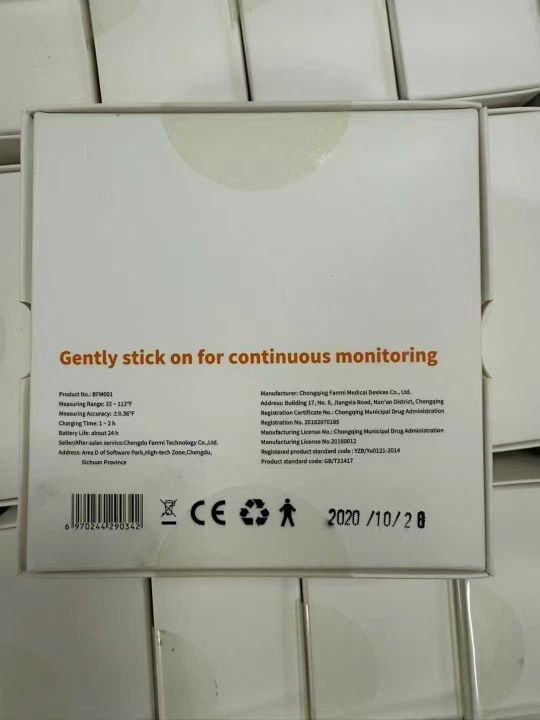 Gently stick on for continuous monitoring
Product No.: BFM001
Measuring Range: 32 ~ 113°F
Measuring Accuracy: ±0.36°F
Charging Time: 1 ~ 2 h
Battery Life: about 24 h
Seller/After-sales service:Chengdu Fanmi Technology Co.,Ltd.
Address: Area D of Software Park,High-tech Zone,Chengdu,
Sichuan Province
Manufacturer: Chongqing Fanmi Medical Devices Co., Ltd.
Address: Building 17, No. 8, Jiangxia Road, Nan'an District, Chongqing
Registration Certificate No.: Chongqing Municipal Drug Administration
Registration No. 20182070185
Manufacturing License No.: Chongqing Municipal Drug Administration
Manufacturing License No.20160012
Registered product standard code : YZB/Yu0121-2014
Product standard code: GB/T21417
6 970244 290342
CE
2020 /10/28